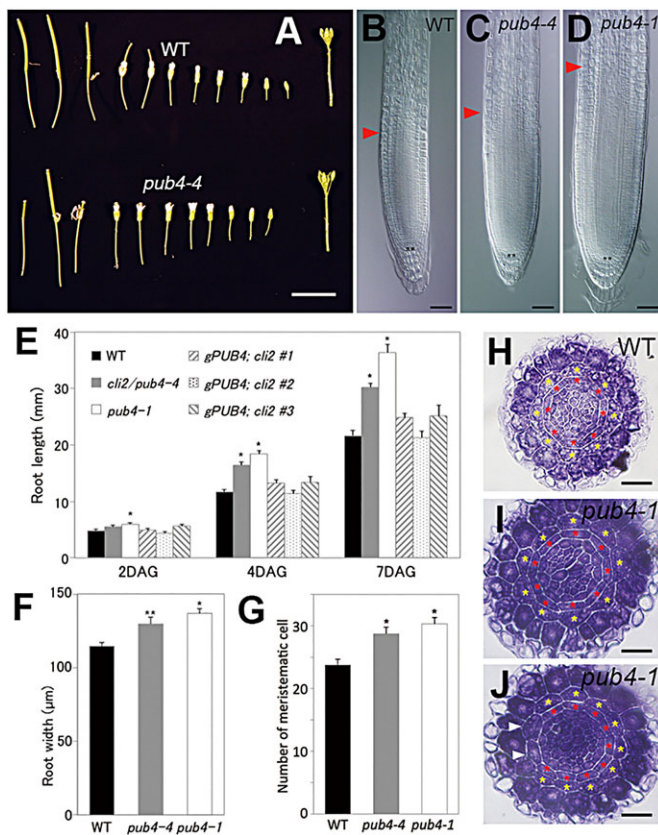 A
WT
pub4-4
B
WT
C
pub4-4
D
pub4-1
**
**
**
E
Root length (mm)
40
30
20
10
0
WT
cli2/pub4-4
pub4-1
gPUB4; cli2 #1
gPUB4; cli2 #2
gPUB4; cli2 #3
*
*
*
*
*
2DAG
4DAG
7DAG
F
Root width (μm)
150
100
50
0
**
*
WT
pub4-4
pub4-1
G
Number of meristematic cell
30
20
10
0
*
*
WT
pub4-4
pub4-1
H
WT
I
pub4-1
J
pub4-1